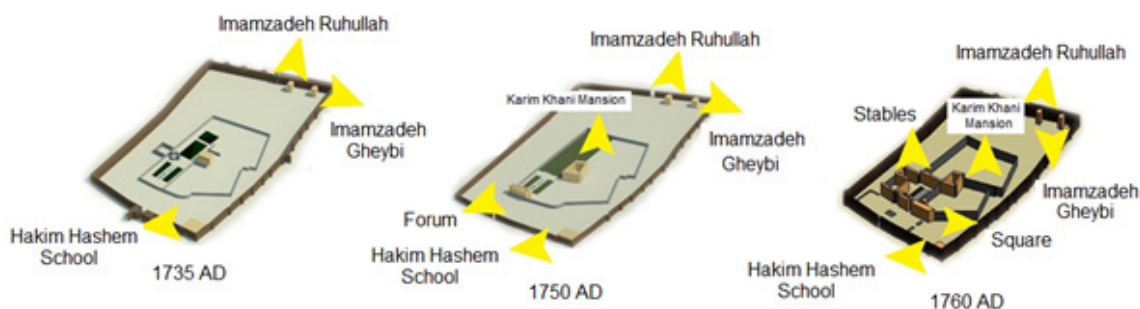 Imamzadeh Ruhullah
Imamzadeh
Gheybi
Hakim Hashem
School
1735 AD
Imamzadeh Ruhullah
Karim Khani Mansion
Imamzadeh
Gheybi
Forum
Hakim Hashem
School
1750 AD
Imamzadeh Ruhullah
Stables
Karim Khani
Mansion
Imamzadeh
Gheybi
Square
Hakim Hashem
School
1760 AD